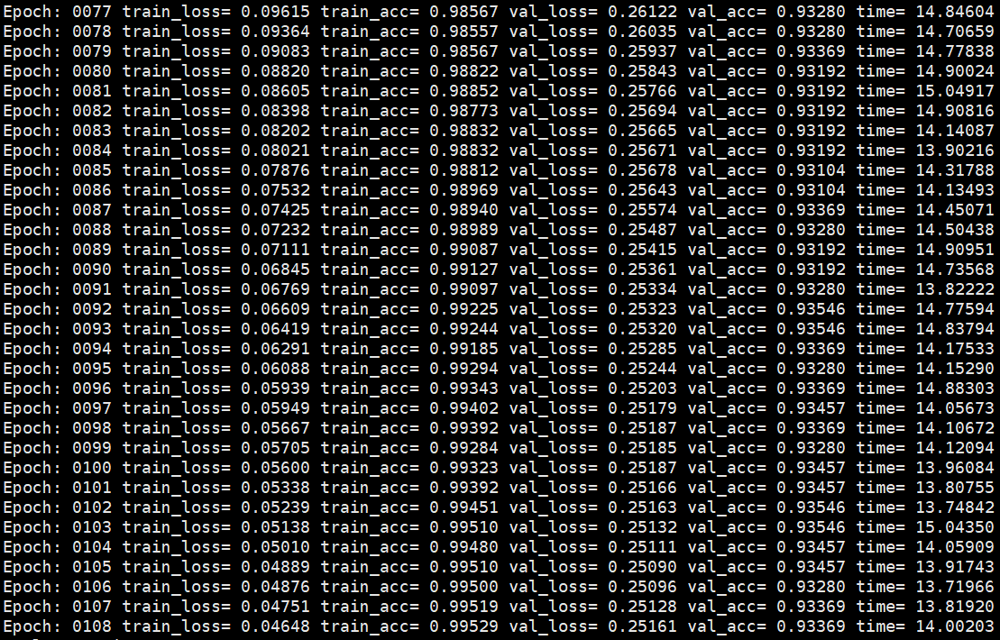 Epoch: 0077 train_loss= 0.09615 train_acc= 0.98567 val_loss= 0.26122 val_acc= 0.93280 time= 14.84604
Epoch: 0078 train_loss= 0.09364 train_acc= 0.98557 val_loss= 0.26035 val_acc= 0.93280 time= 14.70659
Epoch: 0079 train_loss= 0.09083 train_acc= 0.98567 val_loss= 0.25937 val_acc= 0.93369 time= 14.77838
Epoch: 0080 train_loss= 0.08820 train_acc= 0.98822 val_loss= 0.25843 val_acc= 0.93192 time= 14.90024
Epoch: 0081 train_loss= 0.08605 train_acc= 0.98852 val_loss= 0.25766 val_acc= 0.93192 time= 15.04917
Epoch: 0082 train_loss= 0.08398 train_acc= 0.98773 val_loss= 0.25694 val_acc= 0.93192 time= 14.90816
Epoch: 0083 train_loss= 0.08202 train_acc= 0.98832 val_loss= 0.25665 val_acc= 0.93192 time= 14.14087
Epoch: 0084 train_loss= 0.08021 train_acc= 0.98832 val_loss= 0.25671 val_acc= 0.93192 time= 13.90216
Epoch: 0085 train_loss= 0.07876 train_acc= 0.98812 val_loss= 0.25678 val_acc= 0.93104 time= 14.31788
Epoch: 0086 train_loss= 0.07532 train_acc= 0.98969 val_loss= 0.25643 val_acc= 0.93104 time= 14.13493
Epoch: 0087 train_loss= 0.07425 train_acc= 0.98940 val_loss= 0.25574 val_acc= 0.93369 time= 14.45071
Epoch: 0088 train_loss= 0.07232 train_acc= 0.98989 val_loss= 0.25487 val_acc= 0.93280 time= 14.50438
Epoch: 0089 train_loss= 0.07111 train_acc= 0.99087 val_loss= 0.25415 val_acc= 0.93192 time= 14.90951
Epoch: 0090 train_loss= 0.06845 train_acc= 0.99127 val_loss= 0.25361 val_acc= 0.93192 time= 14.73568
Epoch: 0091 train_loss= 0.06769 train_acc= 0.99097 val_loss= 0.25334 val_acc= 0.93280 time= 13.82222
Epoch: 0092 train_loss= 0.06609 train_acc= 0.99225 val_loss= 0.25323 val_acc= 0.93546 time= 14.77594
Epoch: 0093 train_loss= 0.06419 train_acc= 0.99244 val_loss= 0.25320 val_acc= 0.93546 time= 14.83794
Epoch: 0094 train_loss= 0.06291 train_acc= 0.99185 val_loss= 0.25285 val_acc= 0.93369 time= 14.17533
Epoch: 0095 train_loss= 0.06088 train_acc= 0.99294 val_loss= 0.25244 val_acc= 0.93280 time= 14.15290
Epoch: 0096 train_loss= 0.05939 train_acc= 0.99343 val_loss= 0.25203 val_acc= 0.93369 time= 14.88303
Epoch: 0097 train_loss= 0.05949 train_acc= 0.99402 val_loss= 0.25179 val_acc= 0.93457 time= 14.05673
Epoch: 0098 train_loss= 0.05667 train_acc= 0.99392 val_loss= 0.25187 val_acc= 0.93369 time= 14.10672
Epoch: 0099 train_loss= 0.05705 train_acc= 0.99284 val_loss= 0.25185 val_acc= 0.93280 time= 14.12094
Epoch: 0100 train_loss= 0.05600 train_acc= 0.99323 val_loss= 0.25187 val_acc= 0.93457 time= 13.96084
Epoch: 0101 train_loss= 0.05338 train_acc= 0.99392 val_loss= 0.25166 val_acc= 0.93457 time= 13.80755
Epoch: 0102 train_loss= 0.05239 train_acc= 0.99451 val_loss= 0.25163 val_acc= 0.93546 time= 13.74842
Epoch: 0103 train_loss= 0.05138 train_acc= 0.99510 val_loss= 0.25132 val_acc= 0.93546 time= 15.04350
Epoch: 0104 train_loss= 0.05010 train_acc= 0.99480 val_loss= 0.25111 val_acc= 0.93457 time= 14.05909
Epoch: 0105 train_loss= 0.04889 train_acc= 0.99510 val_loss= 0.25090 val_acc= 0.93457 time= 13.91743
Epoch: 0106 train_loss= 0.04876 train_acc= 0.99500 val_loss= 0.25096 val_acc= 0.93280 time= 13.71966
Epoch: 0107 train_loss= 0.04751 train_acc= 0.99519 val_loss= 0.25128 val_acc= 0.93369 time= 13.81920
Epoch: 0108 train_loss= 0.04648 train_acc= 0.99529 val_loss= 0.25161 val_acc= 0.93369 time= 14.00203